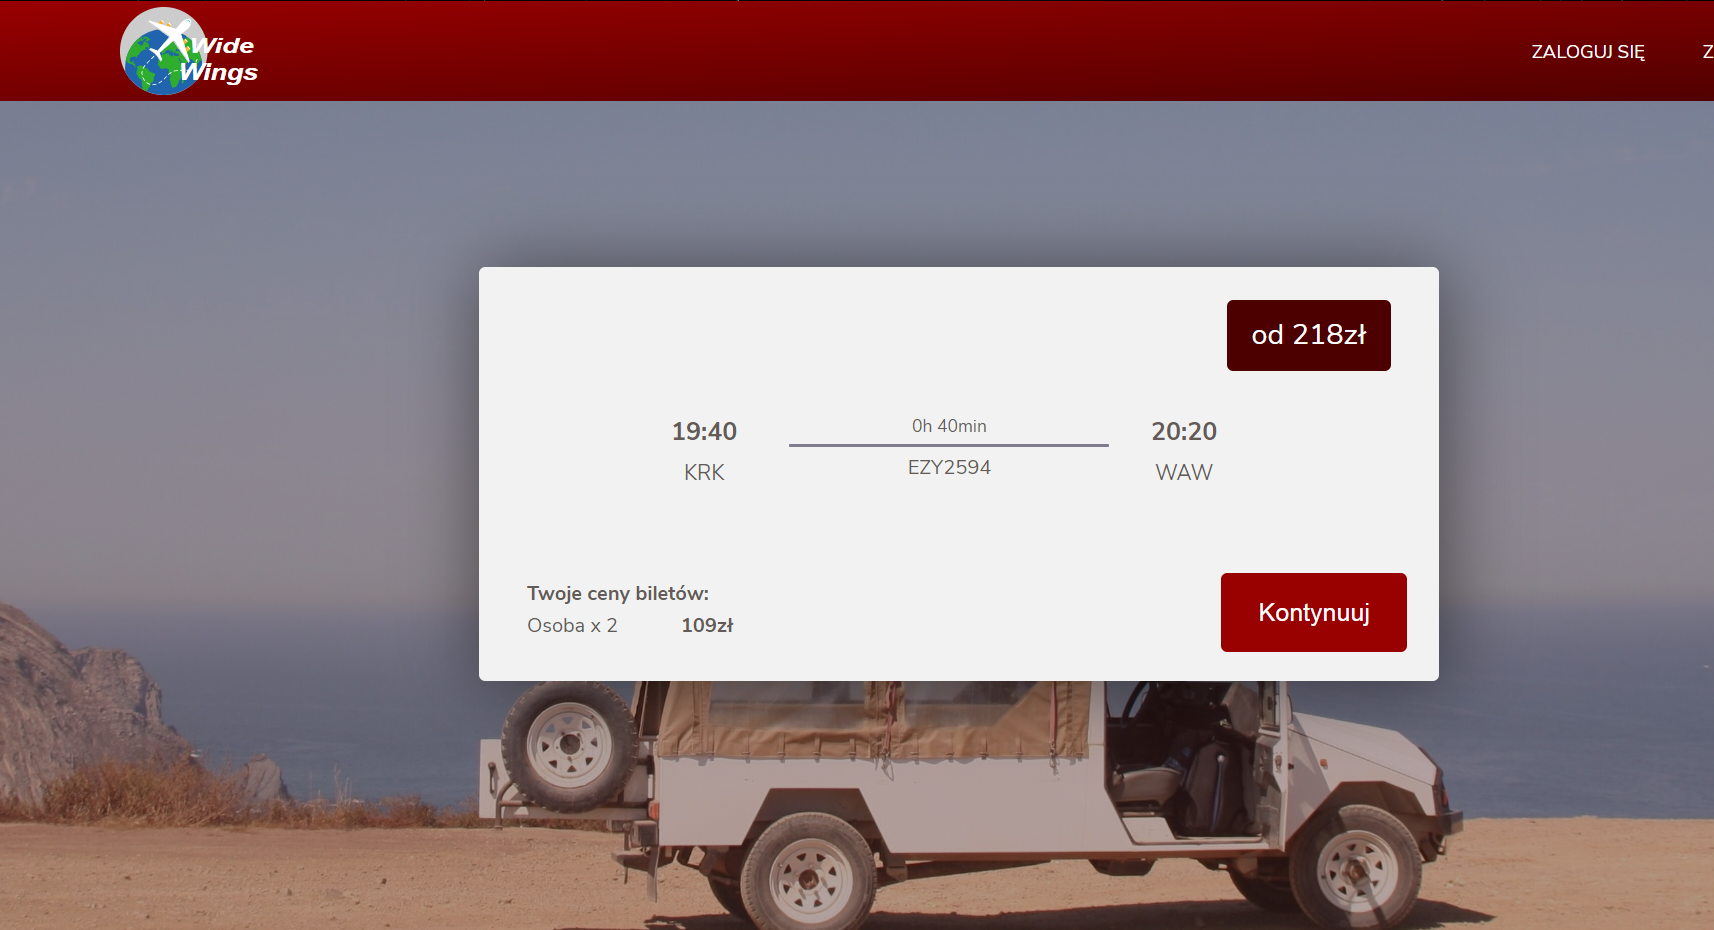 Wide
Wings
ZALOGUJ SIĘ
od 218zł
19:40
0h 40min
20:20
KRK
EZY2594
WAW
Twoje ceny biletów:
Osoba x 2 109zł
Kontynuuj